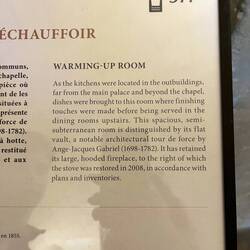 ÉCHAUFFOIR
ommuns,
chapelle,
pièce où
ent de les
situées à
présente
force de
98-1782).
à hotte,
restitué
et aux
en 1855.
WARMING-UP ROOM
As the kitchens were located in the outbuildings,
far from the main palace and beyond the chapel,
dishes were brought to this room where finishing
touches were made before being served in the
dining rooms upstairs. This spacious, semi-
subterranean room is distinguished by its flat
vault, a notable architectural tour de force by
Ange-Jacques Gabriel (1698-1782). It has retained
its large, hooded fireplace, to the right of which
the stove was restored in 2008, in accordance with
plans and inventories.